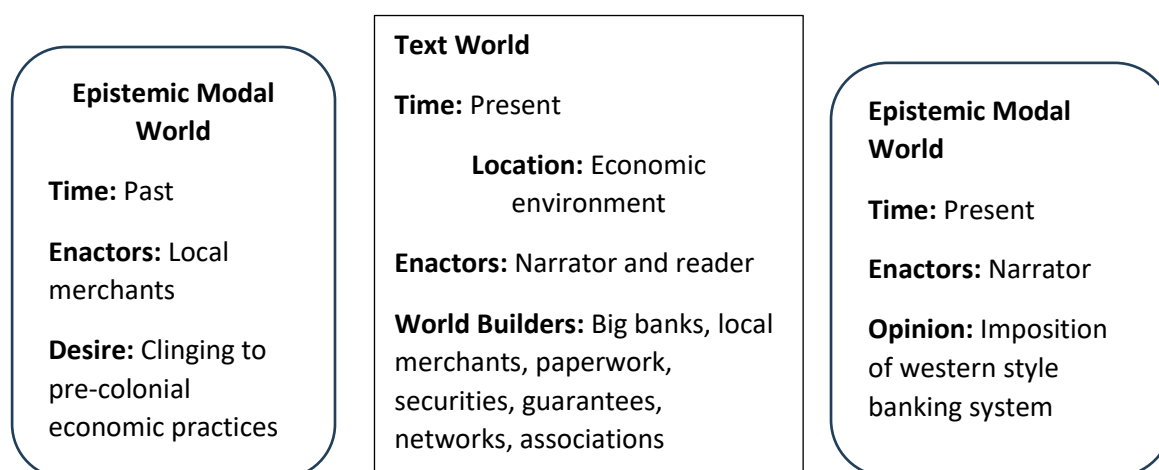 Epistemic Modal
World
Time: Past
Enactors: Local
merchants
Desire: Clinging to
pre-colonial
economic practices
Text World
Time: Present
Location: Economic
environment
Enactors: Narrator and reader
World Builders: Big banks, local
merchants, paperwork,
securities, guarantees,
networks, associations
Epistemic Modal
World
Time: Present
Enactors: Narrator
Opinion: Imposition
of western style
banking system